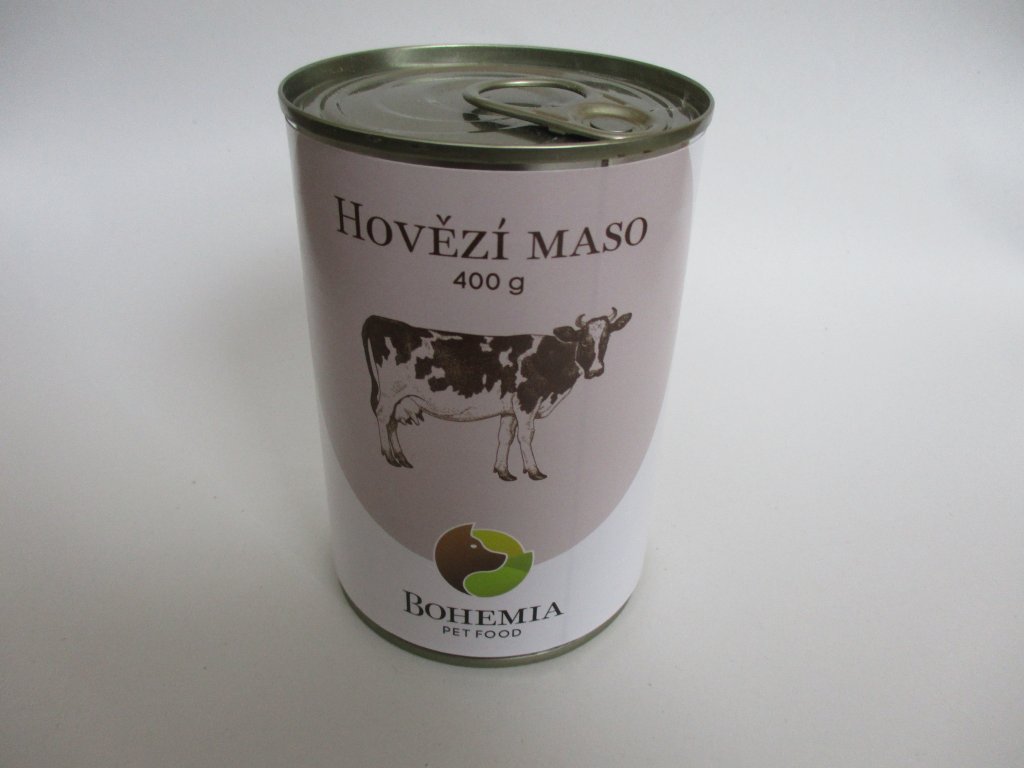 Hovězí maso
400 g
Bohemia
PET FOOD